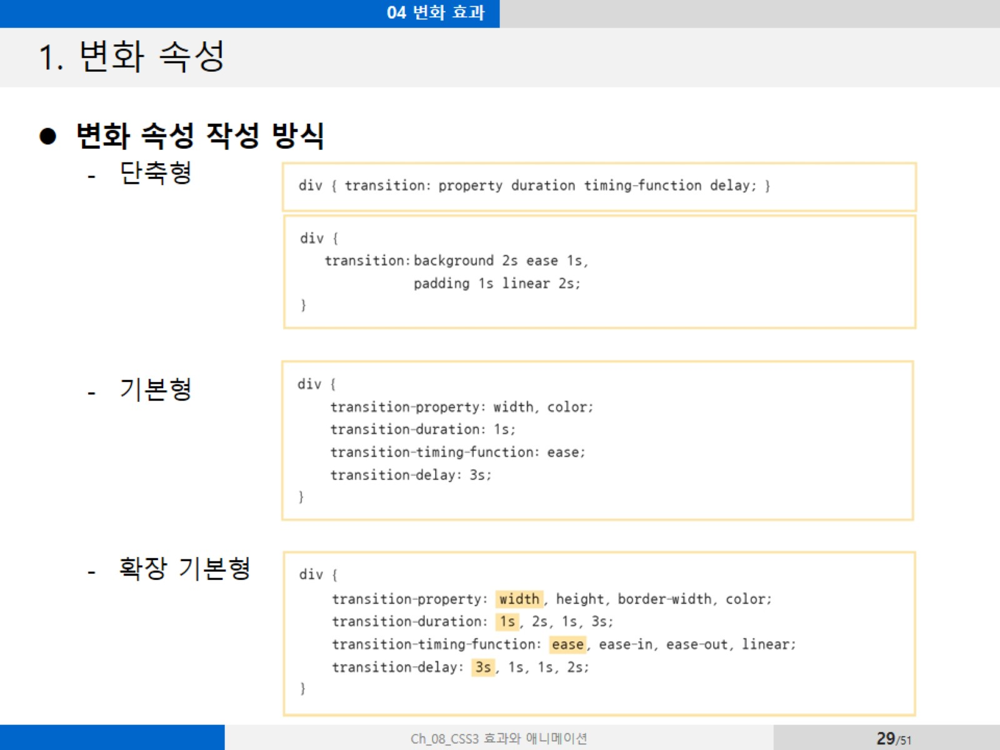 04 변화 효과
1. 변화 속성
● 변화 속성 작성 방식
- 단축형
div { transition: property duration timing-function delay; }
div {
transition: background 2s ease 1s,
padding 1s linear 2s;
}
- 기본형
div {
transition-property: width, color;
transition-duration: 1s;
transition-timing-function: ease;
transition-delay: 3s;
}
- 확장 기본형
div {
transition-property: width, height, border-width, color;
transition-duration: 1s, 2s, 1s, 3s;
transition-timing-function: ease, ease-in, ease-out, linear;
transition-delay: 3s, 1s, 1s, 2s;
}
Ch_08_CSS3 효과와 애니메이션
29/51